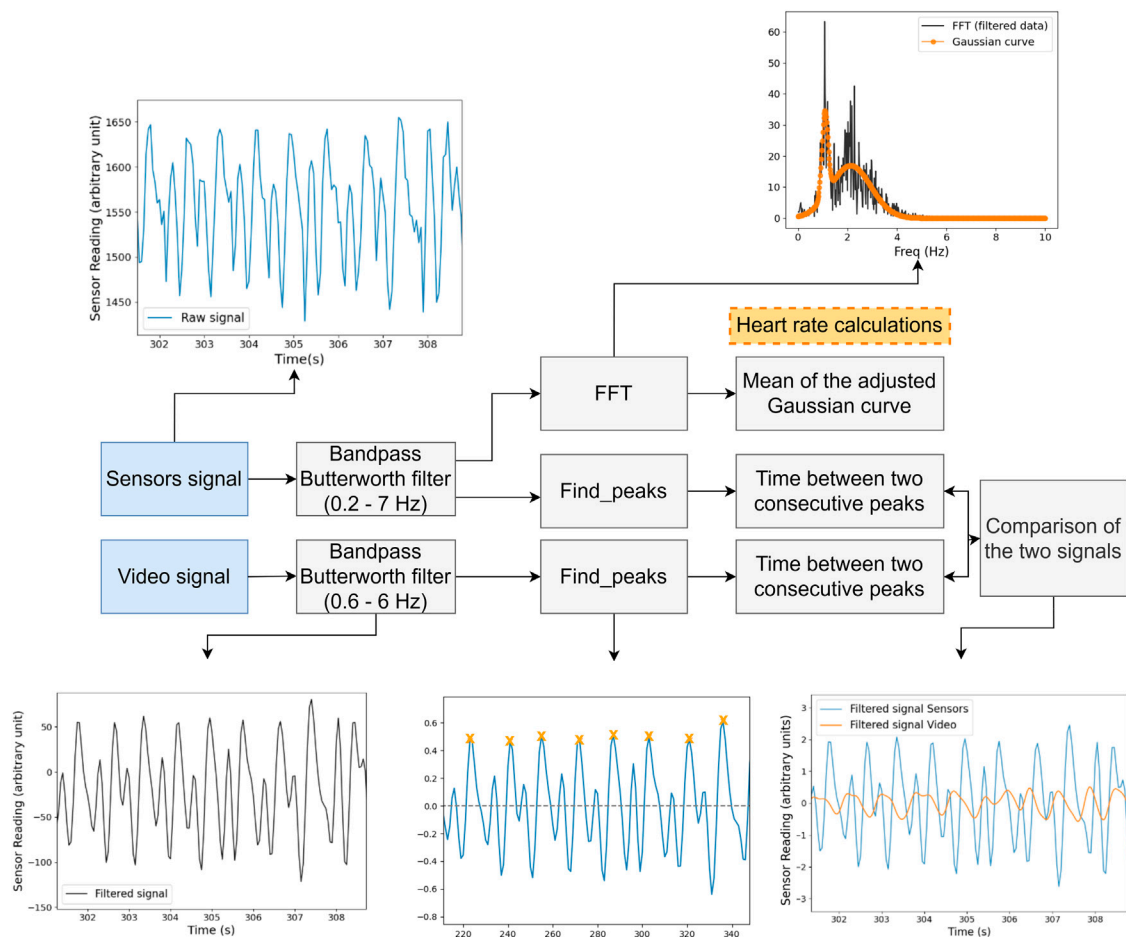 FFT (filtered data)
Gaussian curve
60
50
40
30
20
10
0
0
2
4
6
8
10
Freq (Hz)
1650
1600
1550
1500
1450
Sensor Reading (arbitrary unit)
Raw signal
302
303
304
305
306
307
308
Time(s)
Heart rate calculations
FFT
Mean of the adjusted
Gaussian curve
Sensors signal
Bandpass
Butterworth filter
(0.2 - 7 Hz)
Find_peaks
Time between two
consecutive peaks
Comparison of
the two signals
Video signal
Bandpass
Butterworth filter
(0.6 - 6 Hz)
Find_peaks
Time between two
consecutive peaks
50
0
−50
−100
−150
Sensor Reading (arbitrary unit)
Filtered signal
302
303
304
305
306
307
308
Time (s)
0.6
0.4
0.2
0.0
−0.2
−0.4
−0.6
−0.8
220
240
260
280
300
320
340
Filtered signal Sensors
Filtered signal Video
3
2
1
0
−1
−2
−3
Sensor Reading (arbitrary units)
302
303
304
305
306
307
308
Time (s)